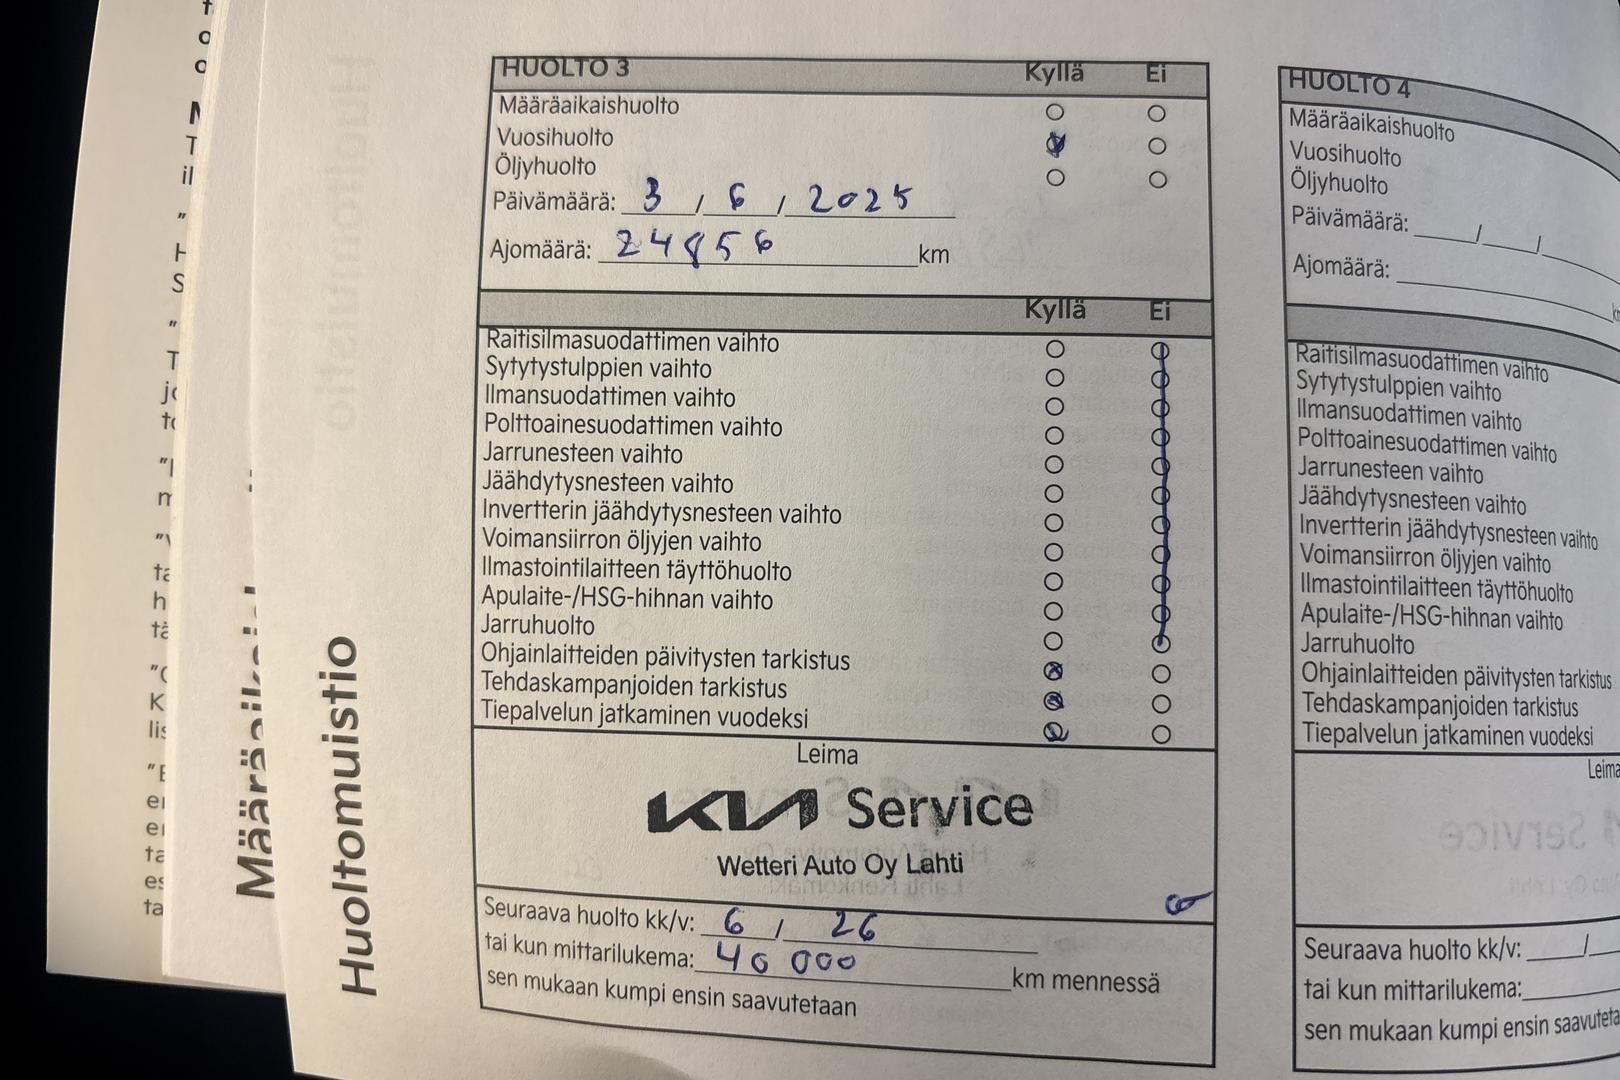 Huoltomuistio
HUOLTO 3 Kyllä Ei
Määräaikaishuolto
Vuosihuolto
Öljyhuolto
Päivämäärä: 3 / 6 / 2025
Ajomäärä: 24856 km
Kyllä Ei
Raitisilmasuodattimen vaihto
Sytytystulppien vaihto
Ilmansuodattimen vaihto
Polttoainesuodattimen vaihto
Jarrunesteen vaihto
Jäähdytysnesteen vaihto
Invertterin jäähdytysnesteen vaihto
Voimansiirron öljyjen vaihto
Ilmastointilaitteen täyttöhuolto
Apulaite-/HSG-hihnan vaihto
Jarruhuolto
Ohjainlaitteiden päivitysten tarkistus
Tehdaskampanjoiden tarkistus
Tiepalvelun jatkaminen vuodeksi
Leima
KIA Service
Wetteri Auto Oy Lahti
Seuraava huolto kk/v: 6 / 26
tai kun mittarilukema: 40 000 km mennessä
sen mukaan kumpi ensin saavutetaan
HUOLTO 4
Määräaikaishuolto
Vuosihuolto
Öljyhuolto
Päivämäärä: / /
Ajomäärä:
Raitisilmasuodattimen vaihto
Sytytystulppien vaihto
Ilmansuodattimen vaihto
Polttoainesuodattimen vaihto
Jarrunesteen vaihto
Jäähdytysnesteen vaihto
Invertterin jäähdytysnesteen vaihto
Voimansiirron öljyjen vaihto
Ilmastointilaitteen täyttöhuolto
Apulaite-/HSG-hihnan vaihto
Jarruhuolto
Ohjainlaitteiden päivitysten tarkistus
Tehdaskampanjoiden tarkistus
Tiepalvelun jatkaminen vuodeksi
Leima
Seuraava huolto kk/v: /
tai kun mittarilukema:
sen mukaan kumpi ensin